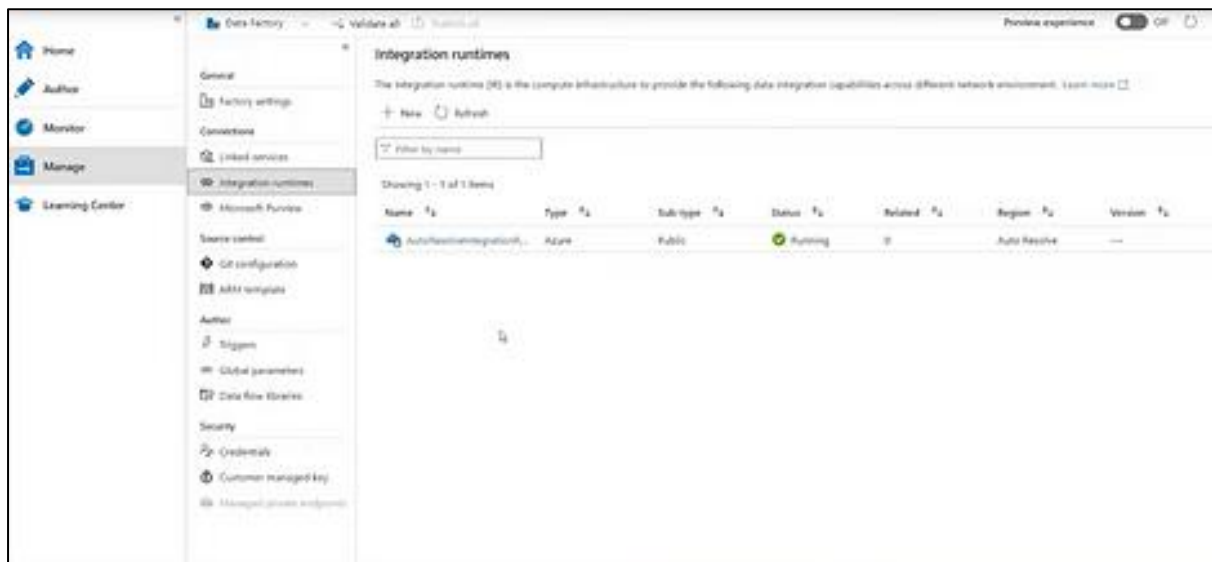 Data Factory
Validate all
Publish all
Preview experience
Off
Home
Author
Monitor
Manage
Learning Center
General
Factory settings
Connections
Linked services
Integration runtimes
Microsoft Purview
Source control
Git configuration
ARM template
Author
Triggers
Global parameters
Data flow libraries
Security
Credentials
Customer managed key
Managed private endpoints
Integration runtimes
The integration runtime (IR) is the compute infrastructure to provide the following data integration capabilities across different network environment. Learn more
New Refresh
Filter by name
Showing 1 - 1 of 1 items
Name Type Sub-type Status Related Region Version
Azure Public Running Auto Resolve ---